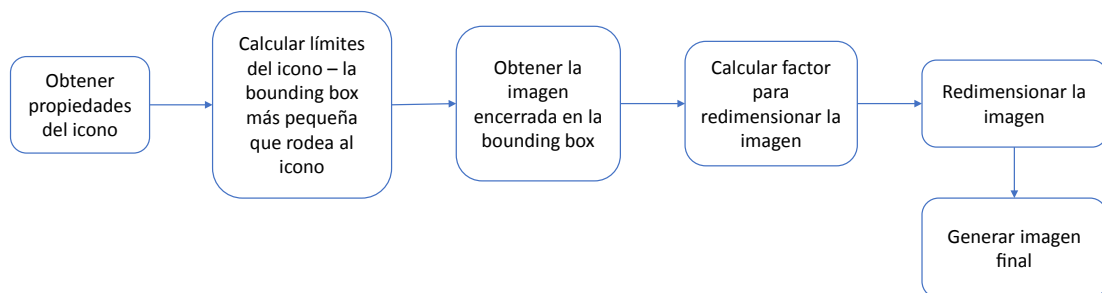 Obtener
propiedades
del icono
Calcular límites
del icono – la
bounding box
más pequeña
que rodea al
icono
Obtener la
imagen
encerrada en la
bounding box
Calcular factor
para
redimensionar la
imagen
Redimensionar la
imagen
Generar imagen
final